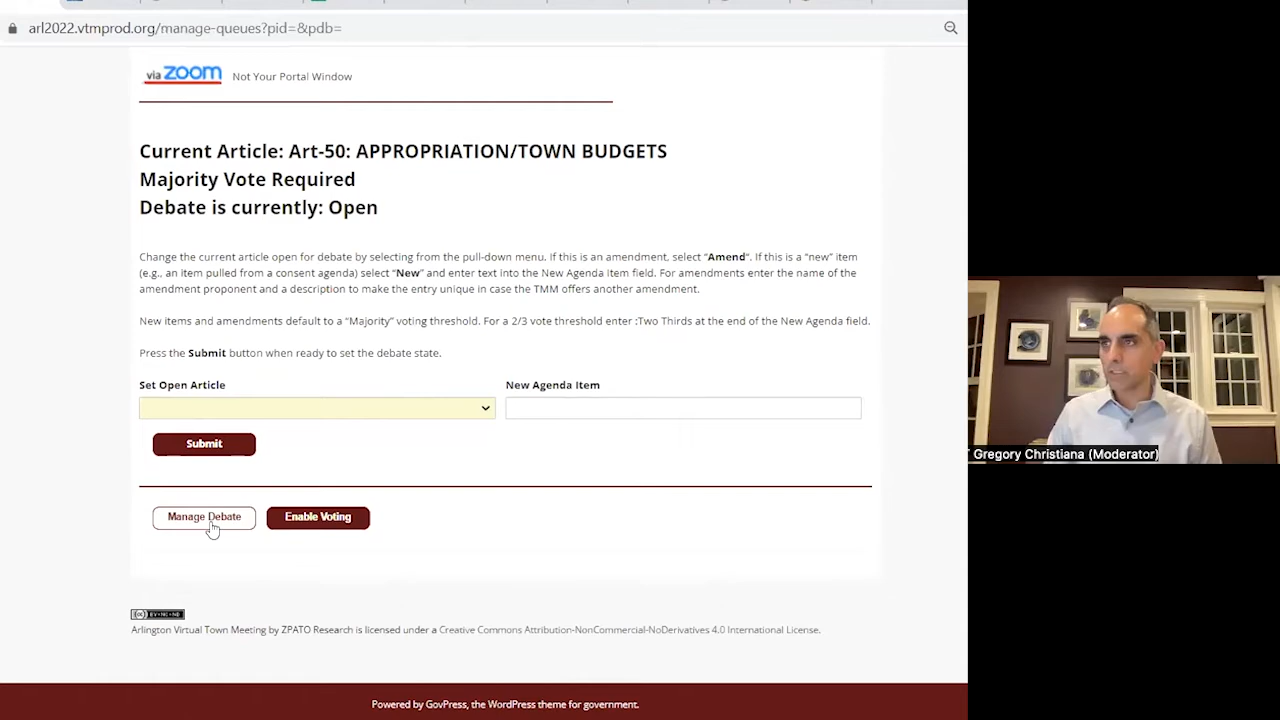 arl2022.vtmprod.org/manage-queues?pid=&pdb=
via zoom Not Your Portal Window
Current Article: Art-50: APPROPRIATION/TOWN BUDGETS
Majority Vote Required
Debate is currently: Open
Change the current article open for debate by selecting from the pull-down menu. If this is an amendment, select "Amend". If this is a "new" item
(e.g., an item pulled from a consent agenda) select "New" and enter text into the New Agenda Item field. For amendments enter the name of the
amendment proponent and a description to make the entry unique in case the TMM offers another amendment.
New items and amendments default to a "Majority" voting threshold. For a 2/3 vote threshold enter :Two Thirds at the end of the New Agenda field.
Press the Submit button when ready to set the debate state.
Set Open Article New Agenda Item
Submit
Manage Debate Enable Voting
(cc) BY-NC-ND
Arlington Virtual Town Meeting by ZPATO Research is licensed under a Creative Commons Attribution-NonCommercial-NoDerivatives 4.0 International License.
Powered by GovPress, the WordPress theme for government.
Gregory Christiana (Moderator)